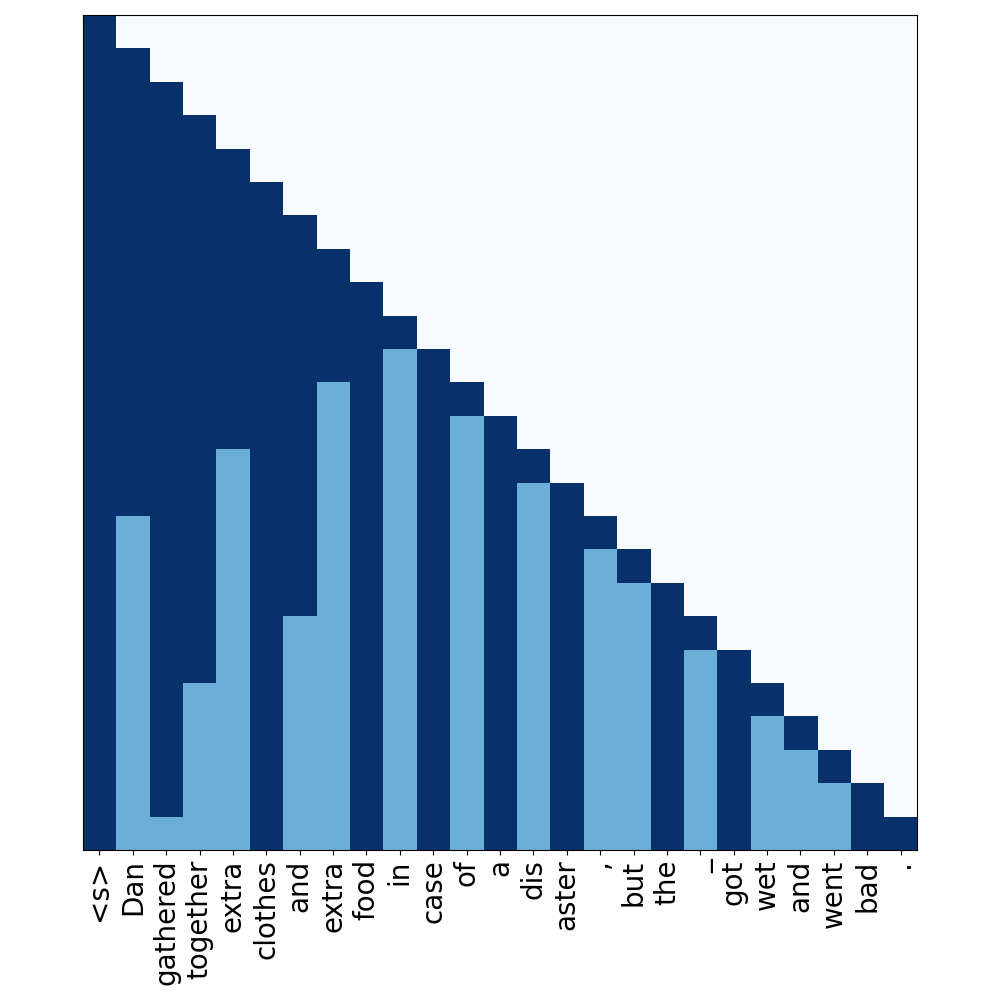 <s> Dan gathered together extra clothes and extra food in case of a dis aster , but the _ got wet and went bad .